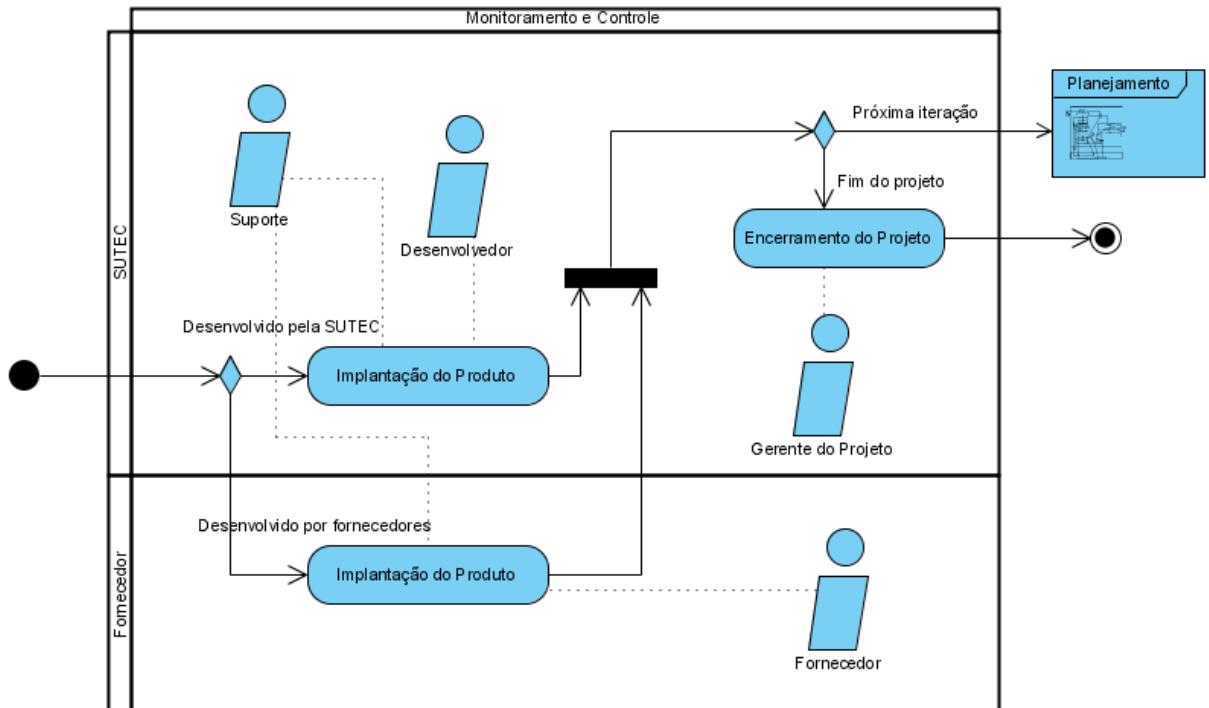 Monitoramento e Controle
Planejamento
Próxima iteração
Fim do projeto
Suporte
Desenvolvedor
Encerramento do Projeto
SUTEC
Desenvolvido pela SUTEC
Implantação do Produto
Gerente do Projeto
Desenvolvido por fornecedores
Implantação do Produto
Fornecedor
Fornecedor